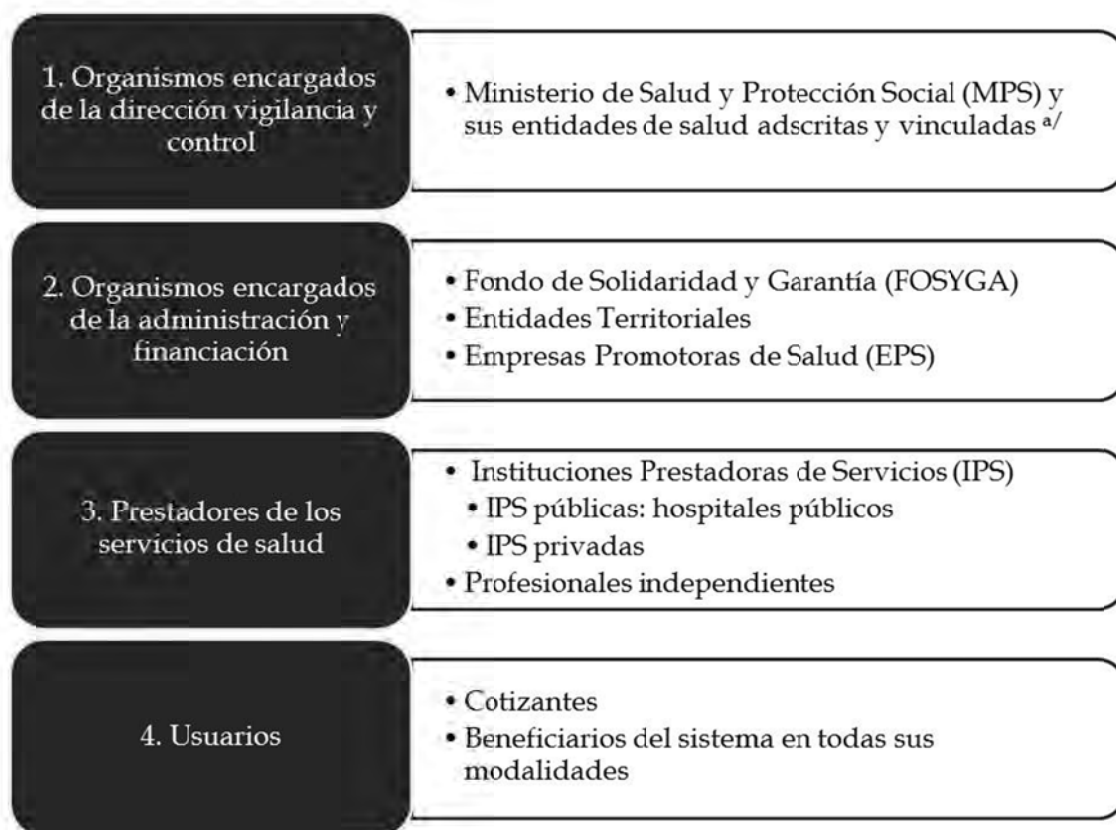 1. Organismos encargados
de la dirección vigilancia y
control
• Ministerio de Salud y Protección Social (MPS) y
sus entidades de salud adscritas y vinculadas a/
2. Organismos encargados
de la administración y
financiación
• Fondo de Solidaridad y Garantía (FOSYGA)
• Entidades Territoriales
• Empresas Promotoras de Salud (EPS)
3. Prestadores de los
servicios de salud
• Instituciones Prestadoras de Servicios (IPS)
• IPS públicas: hospitales públicos
• IPS privadas
• Profesionales independientes
4. Usuarios
• Cotizantes
• Beneficiarios del sistema en todas sus
modalidades